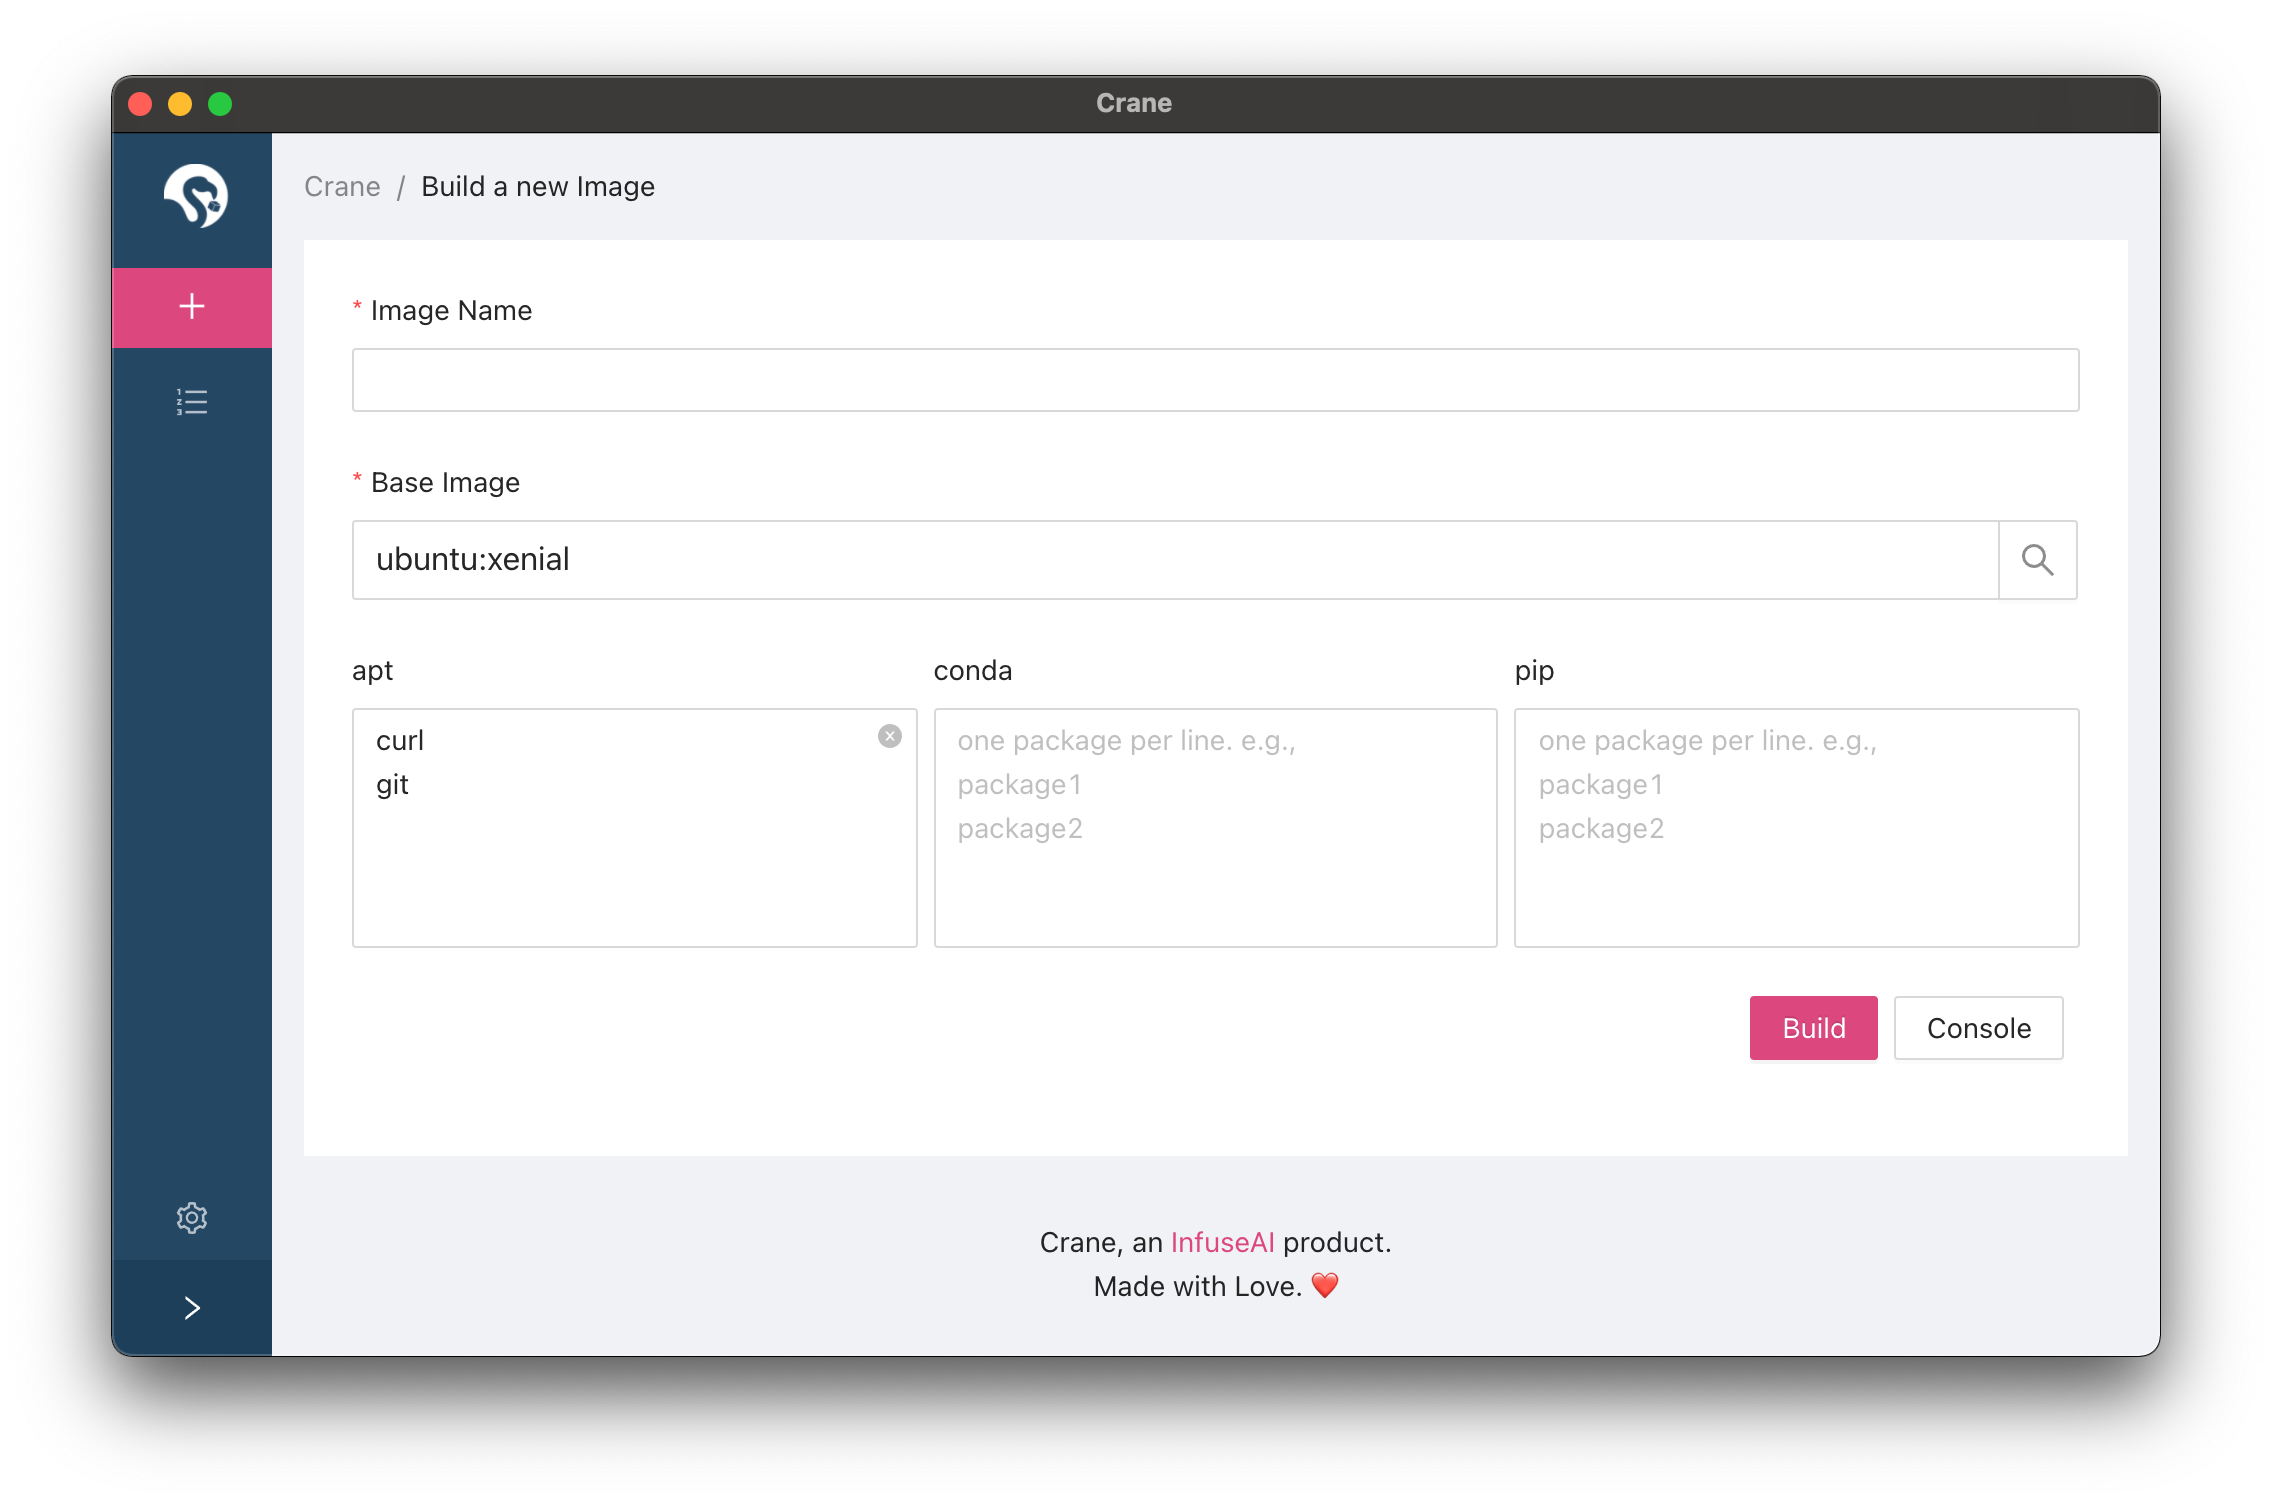 Crane
Crane / Build a new Image
* Image Name
* Base Image
ubuntu:xenial
apt
curl
git
conda
one package per line. e.g.,
package1
package2
pip
one package per line. e.g.,
package1
package2
Build
Console
Crane, an InfuseAI product.
Made with Love. ❤️